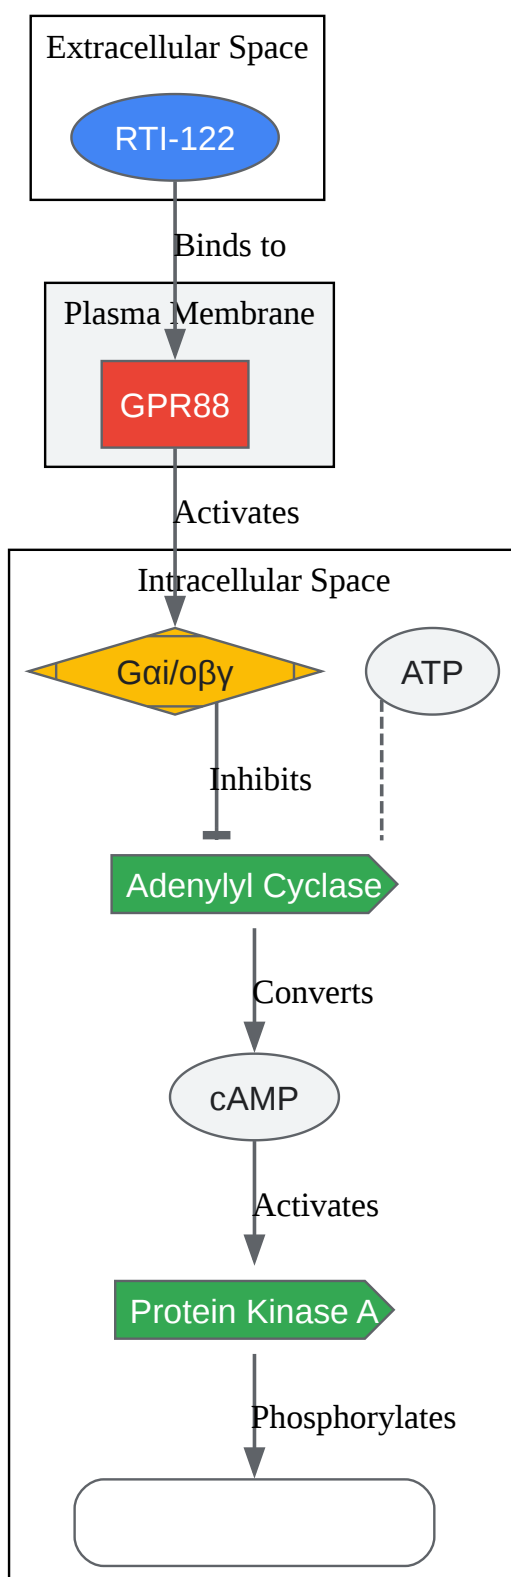 Extracellular Space
RTI-122
Binds to
Plasma Membrane
GPR88
Activates
Intracellular Space
Gαi/oβγ
ATP
Inhibits
Adenylyl Cyclase
Converts
cAMP
Activates
Protein Kinase A
Phosphorylates